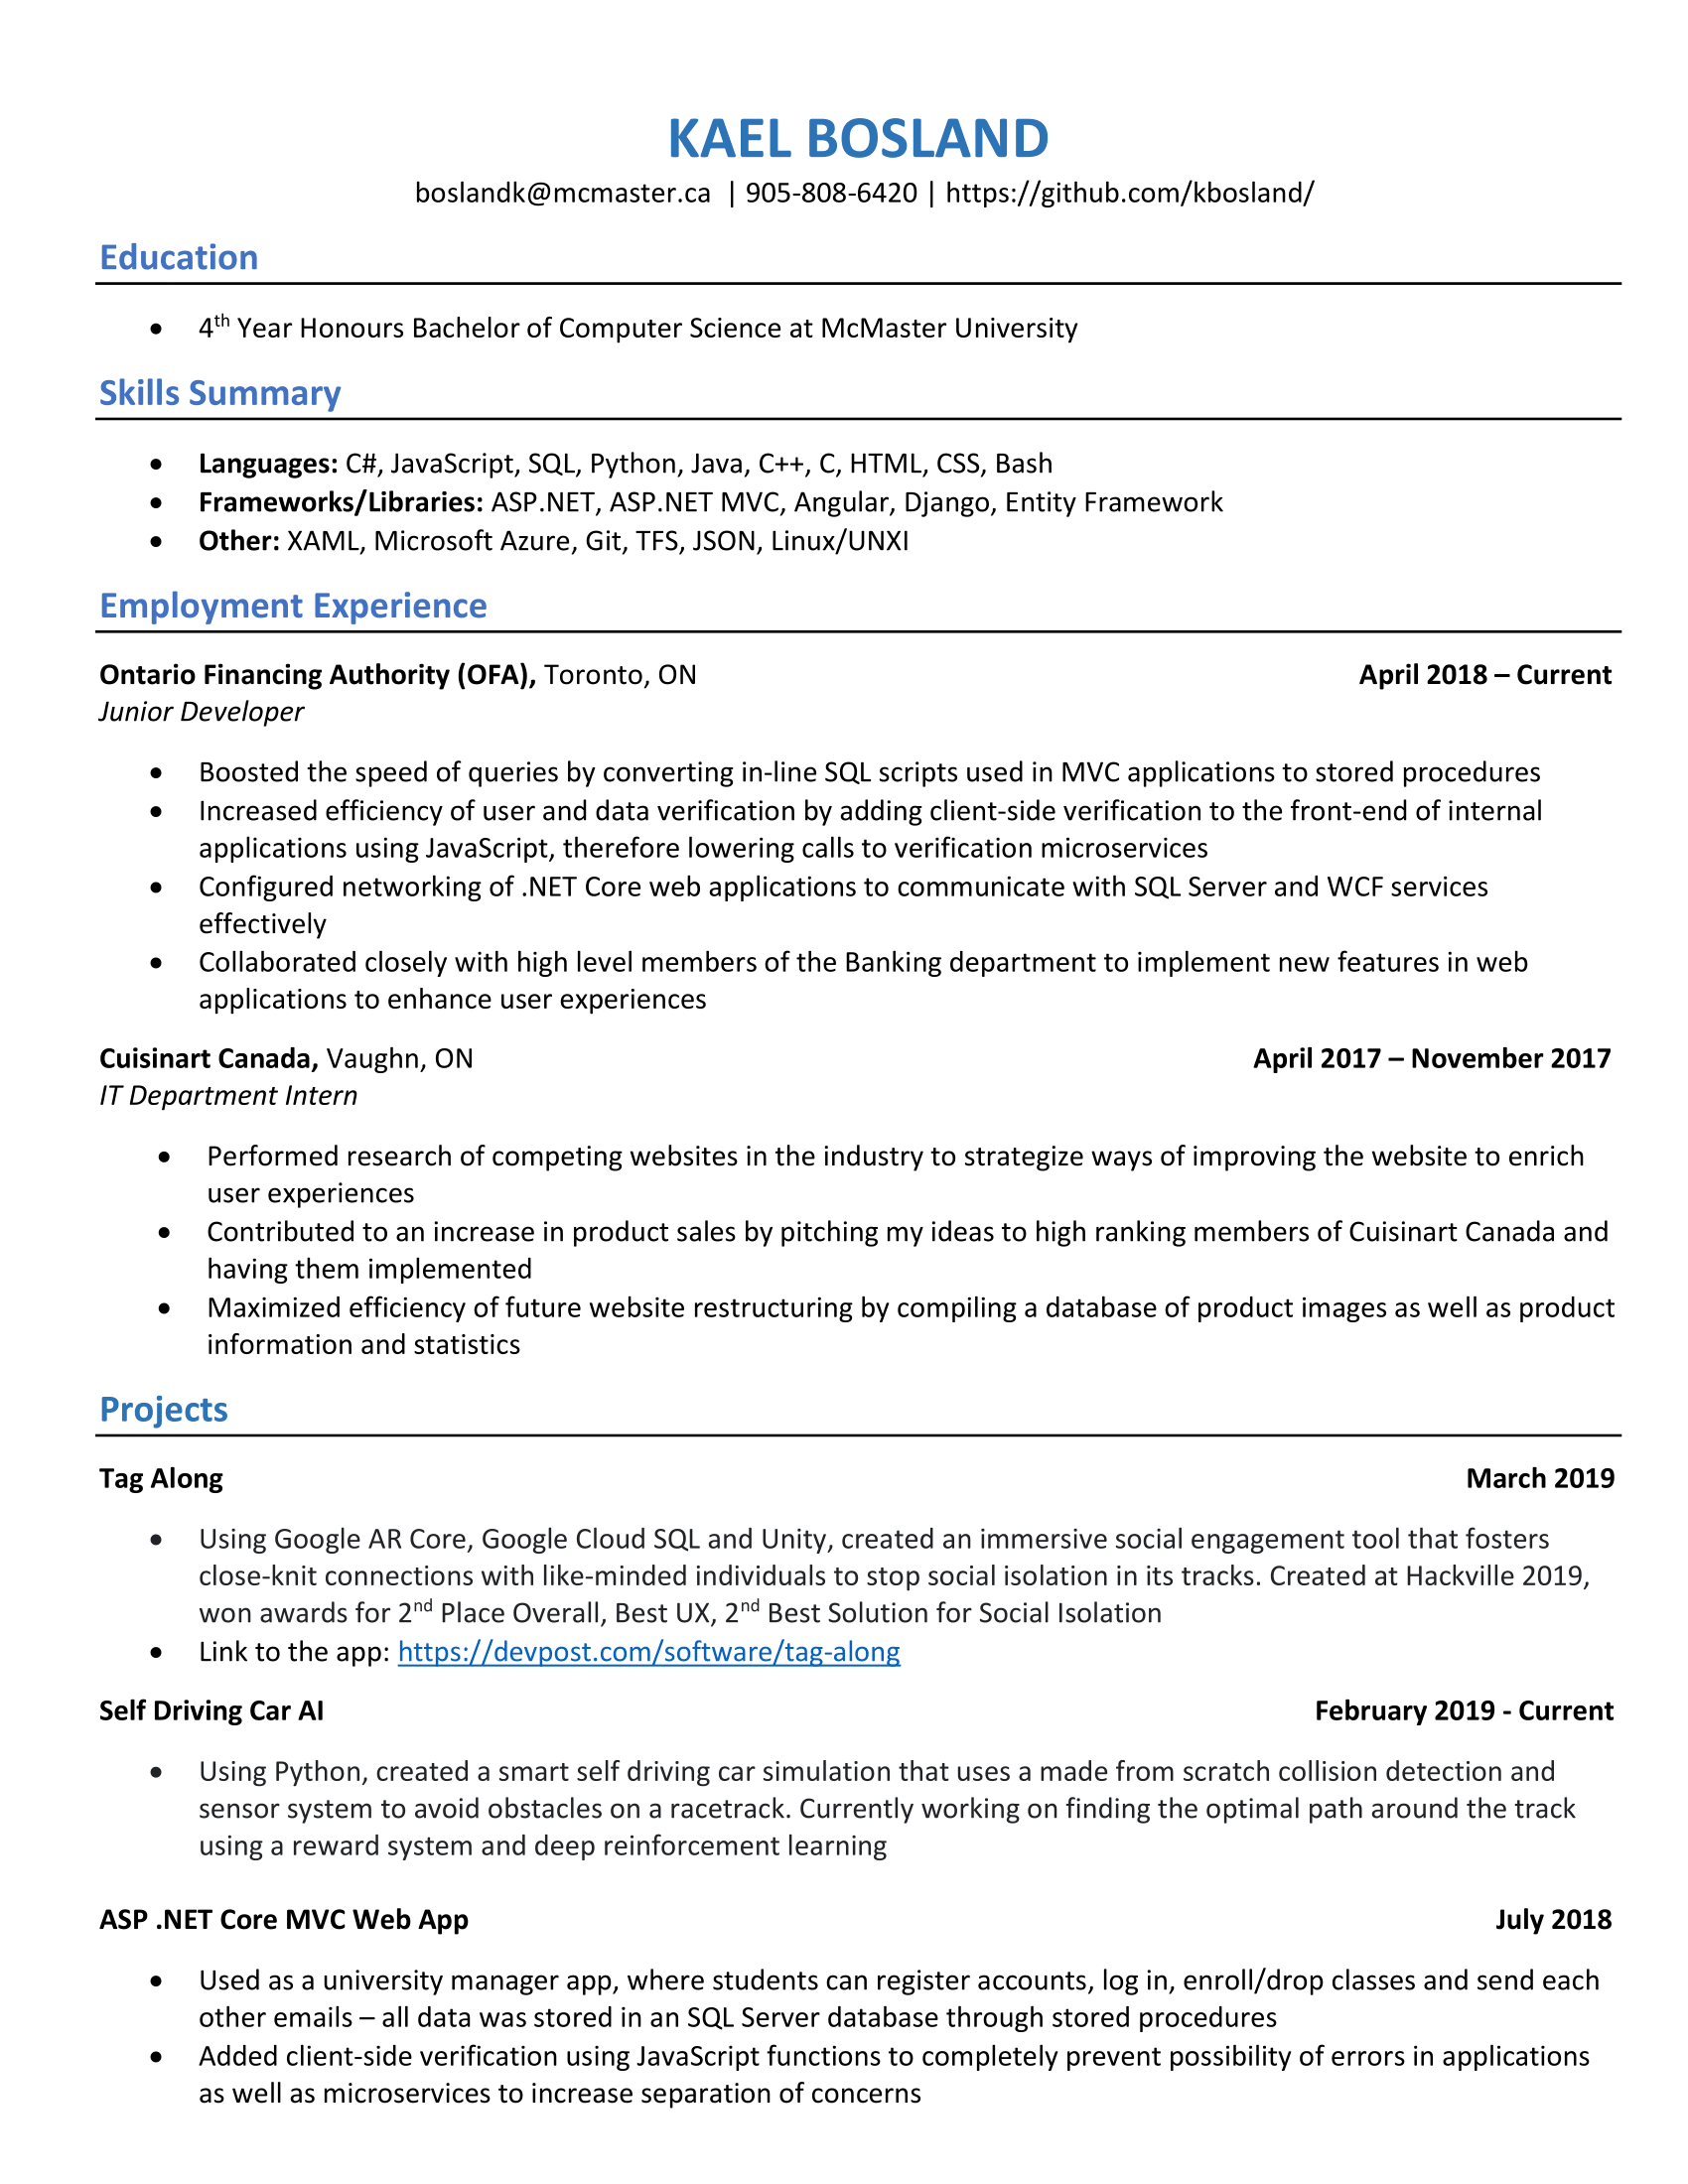 KAEL BOSLAND
boslandk@mcmaster.ca | 905-808-6420 | https://github.com/kbosland/
Education
• 4th Year Honours Bachelor of Computer Science at McMaster University
Skills Summary
• Languages: C#, JavaScript, SQL, Python, Java, C++, C, HTML, CSS, Bash
• Frameworks/Libraries: ASP.NET, ASP.NET MVC, Angular, Django, Entity Framework
• Other: XAML, Microsoft Azure, Git, TFS, JSON, Linux/UNXI
Employment Experience
Ontario Financing Authority (OFA), Toronto, ON April 2018 – Current
Junior Developer
• Boosted the speed of queries by converting in-line SQL scripts used in MVC applications to stored procedures
• Increased efficiency of user and data verification by adding client-side verification to the front-end of internal
applications using JavaScript, therefore lowering calls to verification microservices
• Configured networking of .NET Core web applications to communicate with SQL Server and WCF services
effectively
• Collaborated closely with high level members of the Banking department to implement new features in web
applications to enhance user experiences
Cuisinart Canada, Vaughn, ON April 2017 – November 2017
IT Department Intern
• Performed research of competing websites in the industry to strategize ways of improving the website to enrich
user experiences
• Contributed to an increase in product sales by pitching my ideas to high ranking members of Cuisinart Canada and
having them implemented
• Maximized efficiency of future website restructuring by compiling a database of product images as well as product
information and statistics
Projects
Tag Along March 2019
• Using Google AR Core, Google Cloud SQL and Unity, created an immersive social engagement tool that fosters
close-knit connections with like-minded individuals to stop social isolation in its tracks. Created at Hackville 2019,
won awards for 2nd Place Overall, Best UX, 2nd Best Solution for Social Isolation
• Link to the app: https://devpost.com/software/tag-along
Self Driving Car AI February 2019 - Current
• Using Python, created a smart self driving car simulation that uses a made from scratch collision detection and
sensor system to avoid obstacles on a racetrack. Currently working on finding the optimal path around the track
using a reward system and deep reinforcement learning
ASP .NET Core MVC Web App July 2018
• Used as a university manager app, where students can register accounts, log in, enroll/drop classes and send each
other emails – all data was stored in an SQL Server database through stored procedures
• Added client-side verification using JavaScript functions to completely prevent possibility of errors in applications
as well as microservices to increase separation of concerns